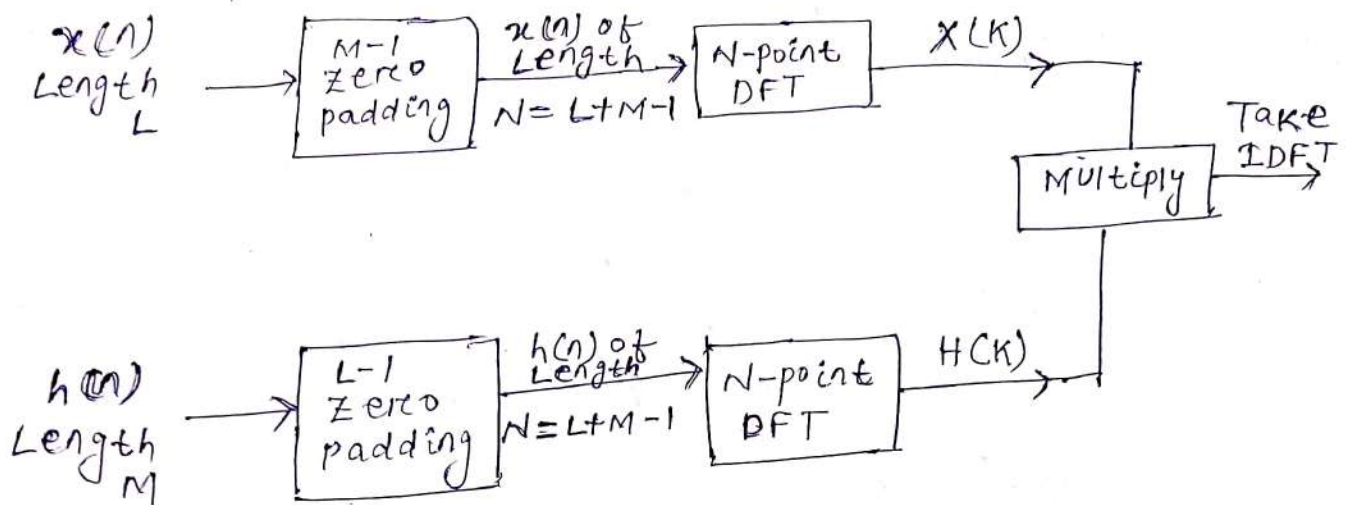 x(n)
Length
L
M-1
zero
padding
x(n) of
Length
N=L+M-1
N-point
DFT
X(K)
Multiply
Take
IDFT
h(n)
Length
M
L-1
zero
padding
h(n) of
Length
N=L+M-1
N-point
DFT
H(K)